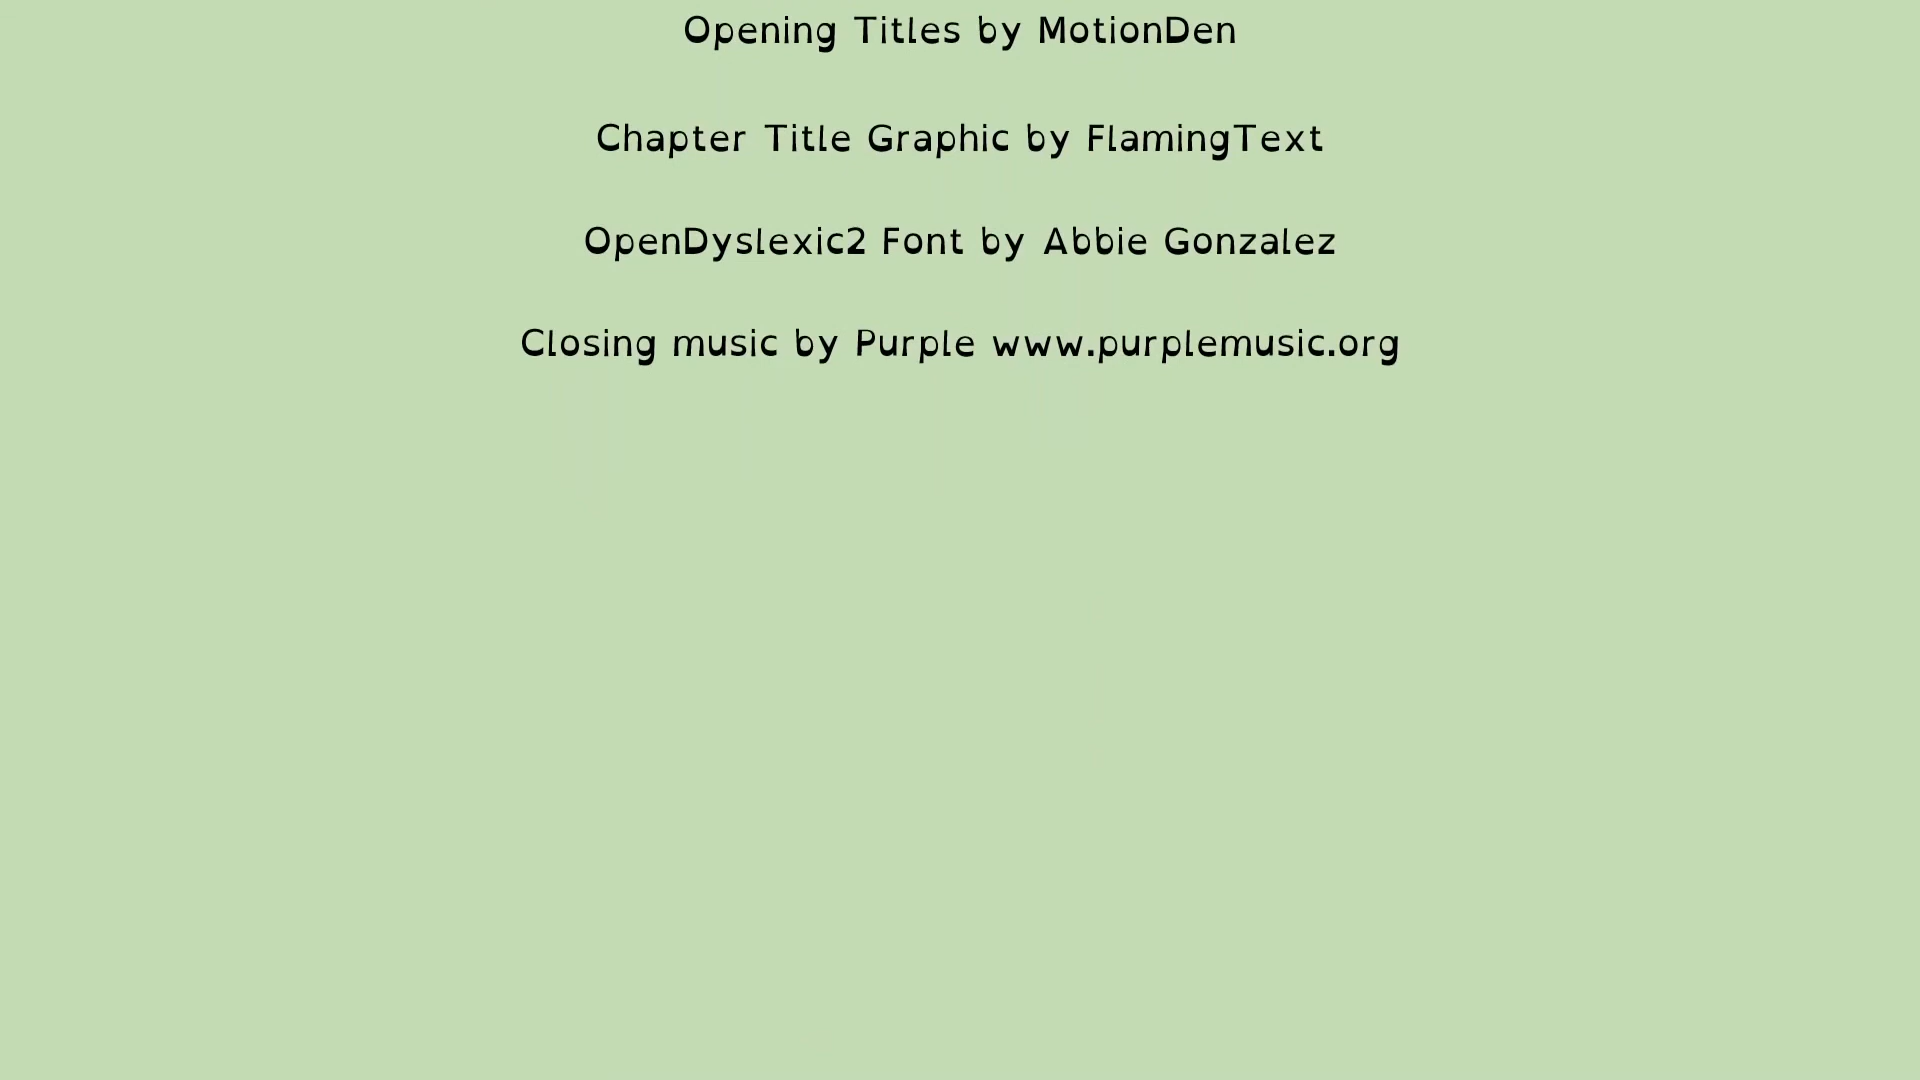 Opening Titles by MotionDen
Chapter Title Graphic by FlamingText
OpenDyslexic2 Font by Abbie Gonzalez
Closing music by Purple www.purplemusic.org